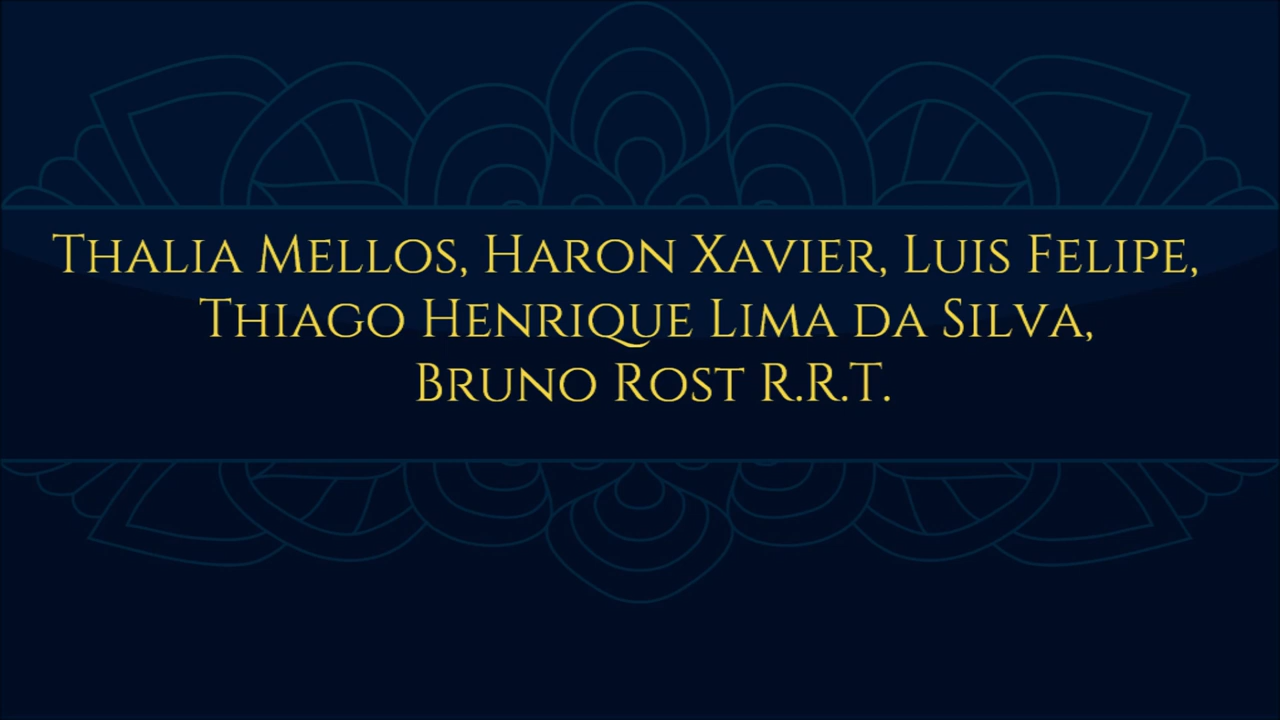 Thalia Mellos, Haron Xavier, Luis Felipe,
Thiago Henrique Lima da Silva,
Bruno Rost R.R.T.